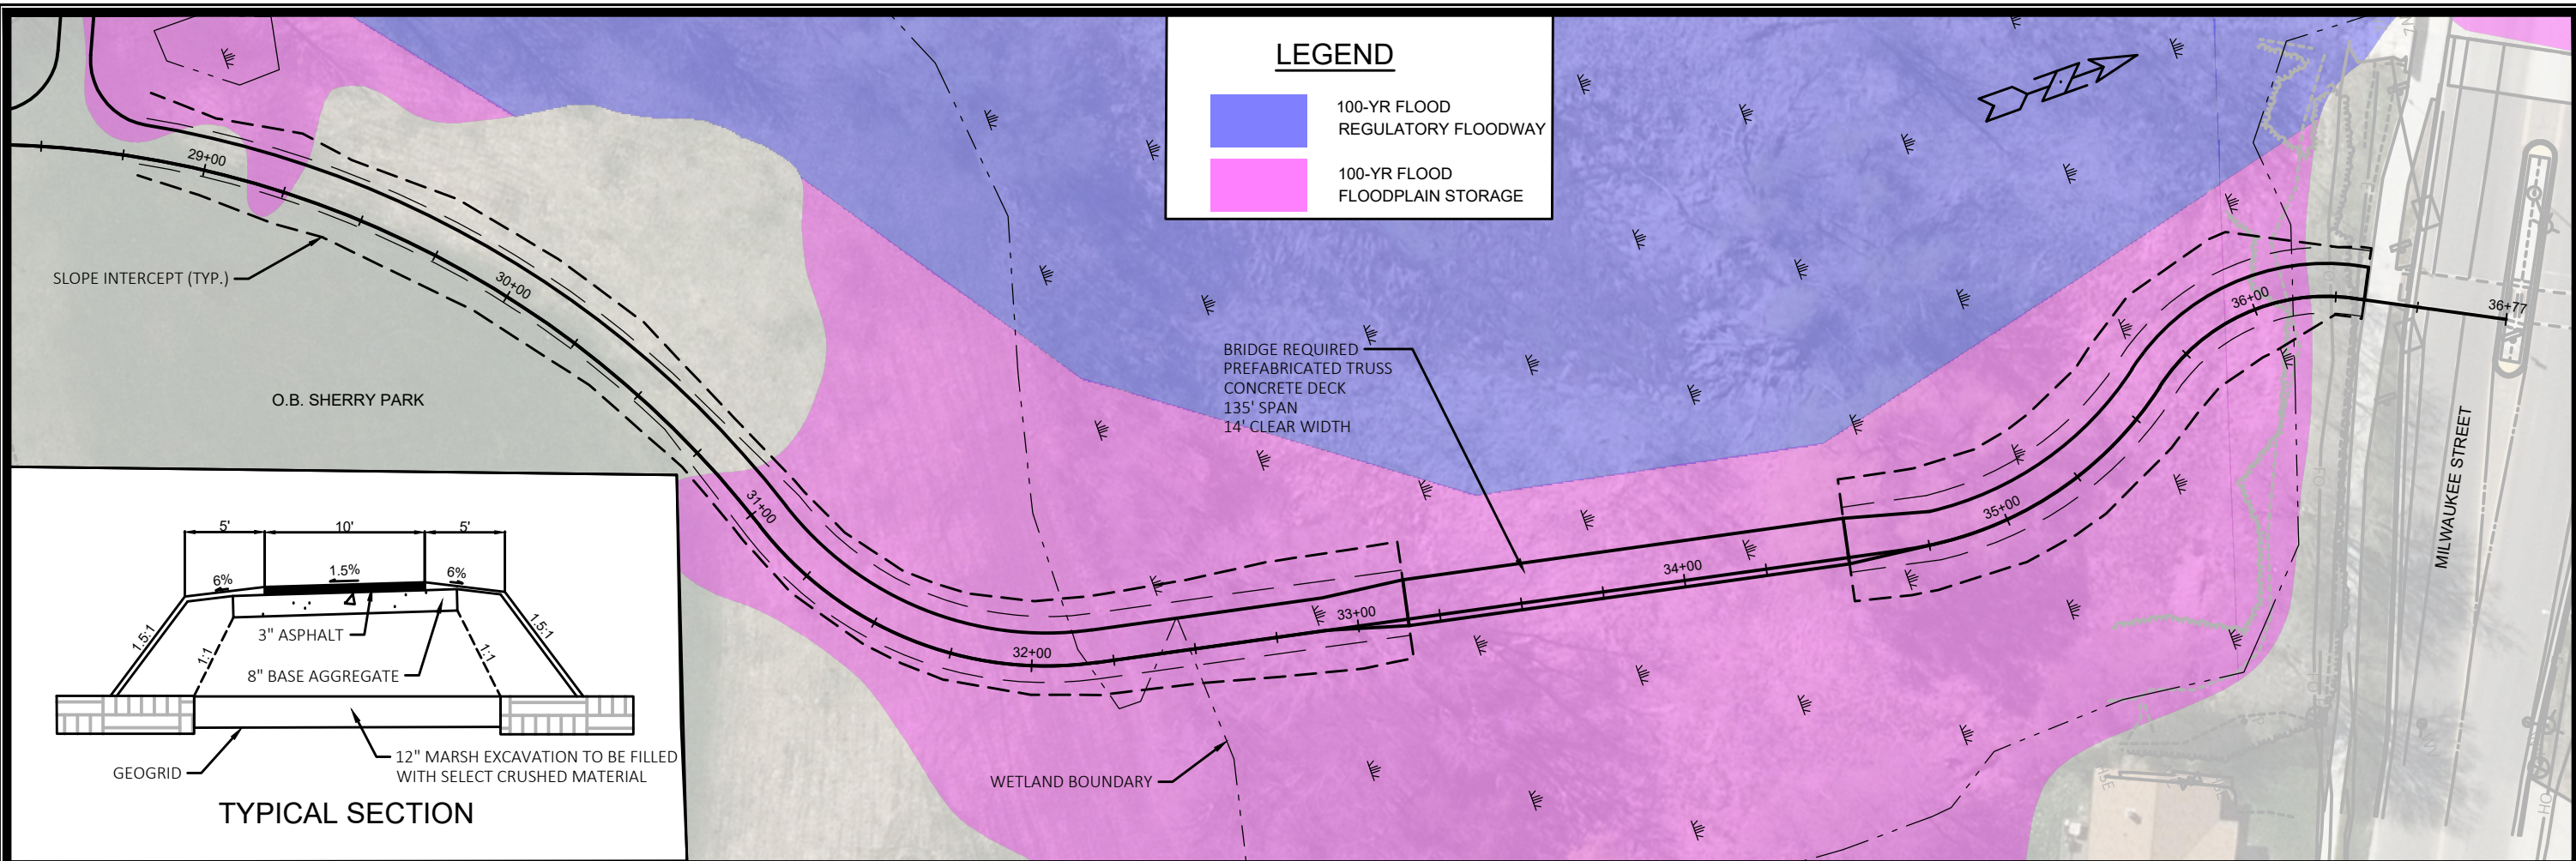 LEGEND
100-YR FLOOD
REGULATORY FLOODWAY
100-YR FLOOD
FLOODPLAIN STORAGE
29+00
SLOPE INTERCEPT (TYP.)
30+00
O.B. SHERRY PARK
BRIDGE REQUIRED
PREFABRICATED TRUSS
CONCRETE DECK
135' SPAN
14' CLEAR WIDTH
31+00
32+00
33+00
34+00
35+00
36+00
36+77
MILWAUKEE STREET
WETLAND BOUNDARY
5'
10'
5'
6%
1.5%
6%
1.5:1
1:1
1:1
1.5:1
3" ASPHALT
8" BASE AGGREGATE
12" MARSH EXCAVATION TO BE FILLED
WITH SELECT CRUSHED MATERIAL
GEOGRID
TYPICAL SECTION